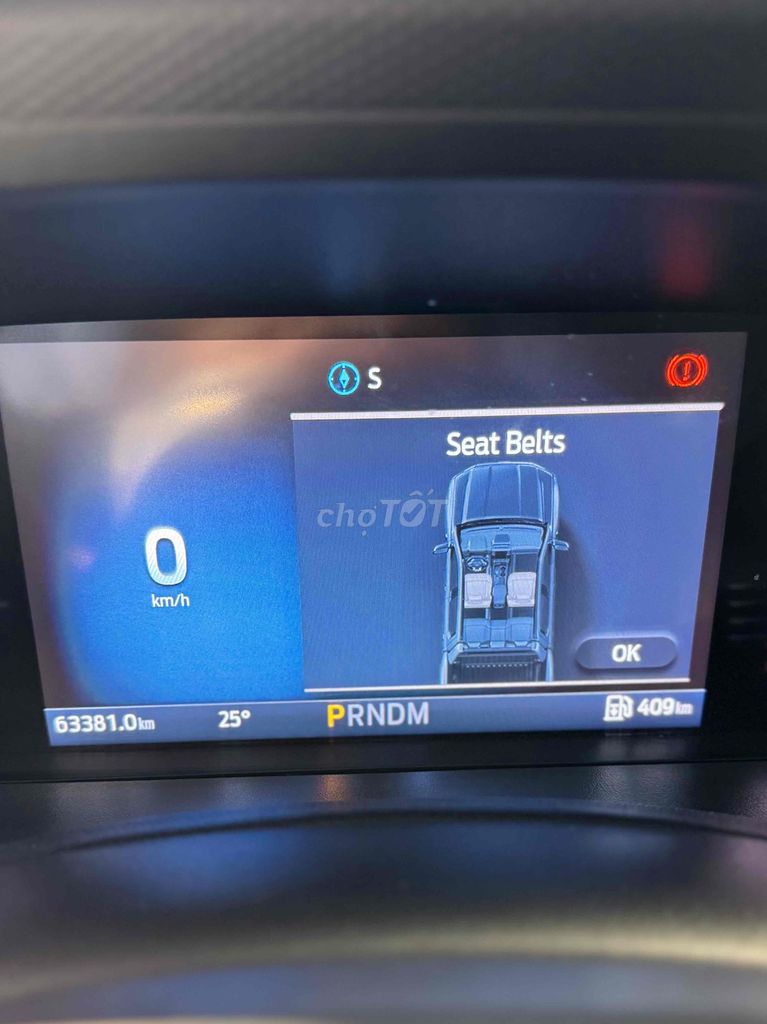 S
Seat Belts
chợTỐT
0
km/h
OK
63381.0km
25°
PRNDM
409km